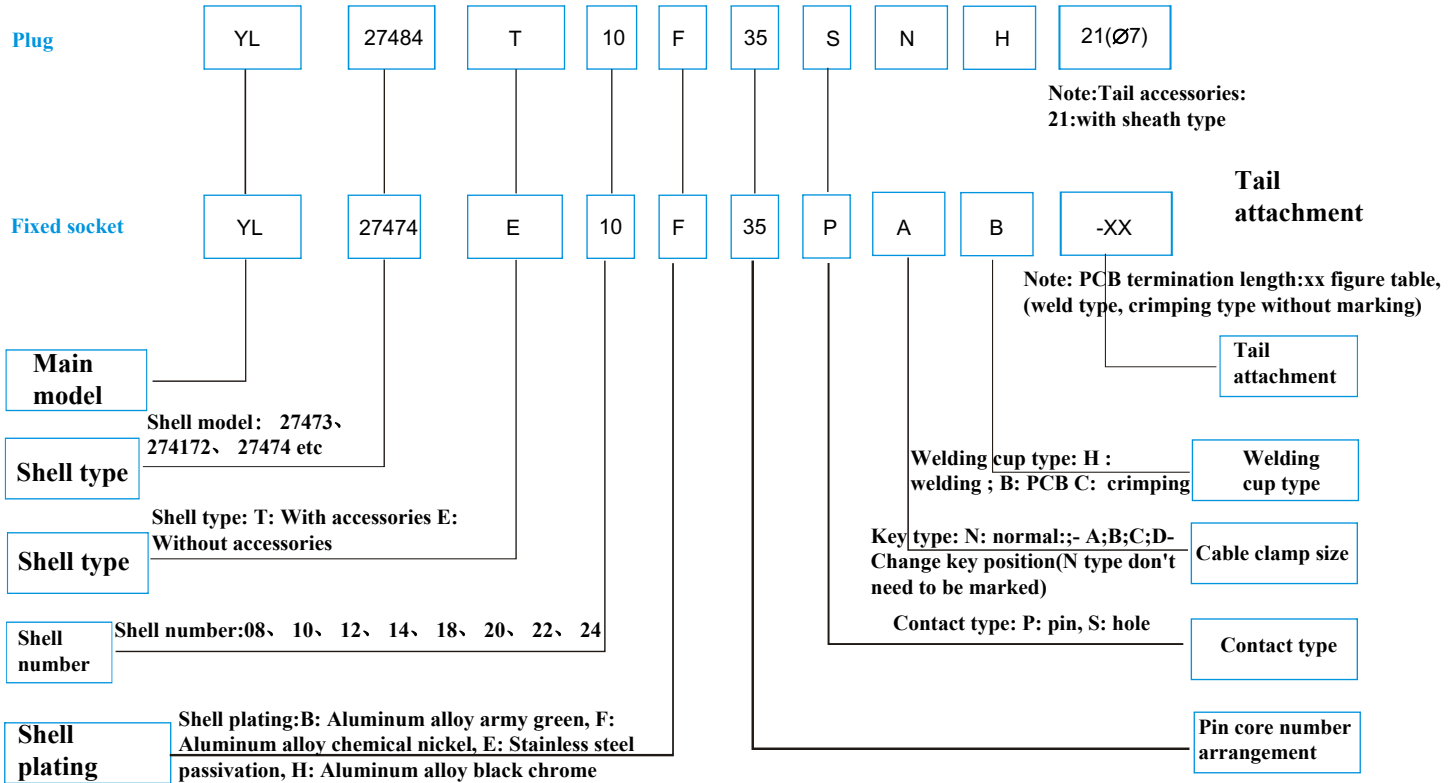 Plug
YL
27484
T
10
F
35
S
N
H
21(Ø7)
Note:Tail accessories:
21:with sheath type
Tail
attachment
Fixed socket
YL
27474
E
10
F
35
P
A
B
-XX
Note: PCB termination length:xx figure table,
(weld type, crimping type without marking)
Main
model
Tail
attachment
Shell model： 27473、
274172、 27474 etc
Shell type
Welding cup type: H :
welding ; B: PCB C: crimping
Welding
cup type
Shell type: T: With accessories E:
Without accessories
Shell type
Key type: N: normal:;- A;B;C;D-
Change key position(N type don't
need to be marked)
Cable clamp size
Shell number:08、 10、 12、 14、 18、 20、 22、 24
Shell
number
Contact type: P: pin, S: hole
Contact type
Shell plating:B: Aluminum alloy army green, F:
Aluminum alloy chemical nickel, E: Stainless steel
passivation, H: Aluminum alloy black chrome
Shell
plating
Pin core number
arrangement